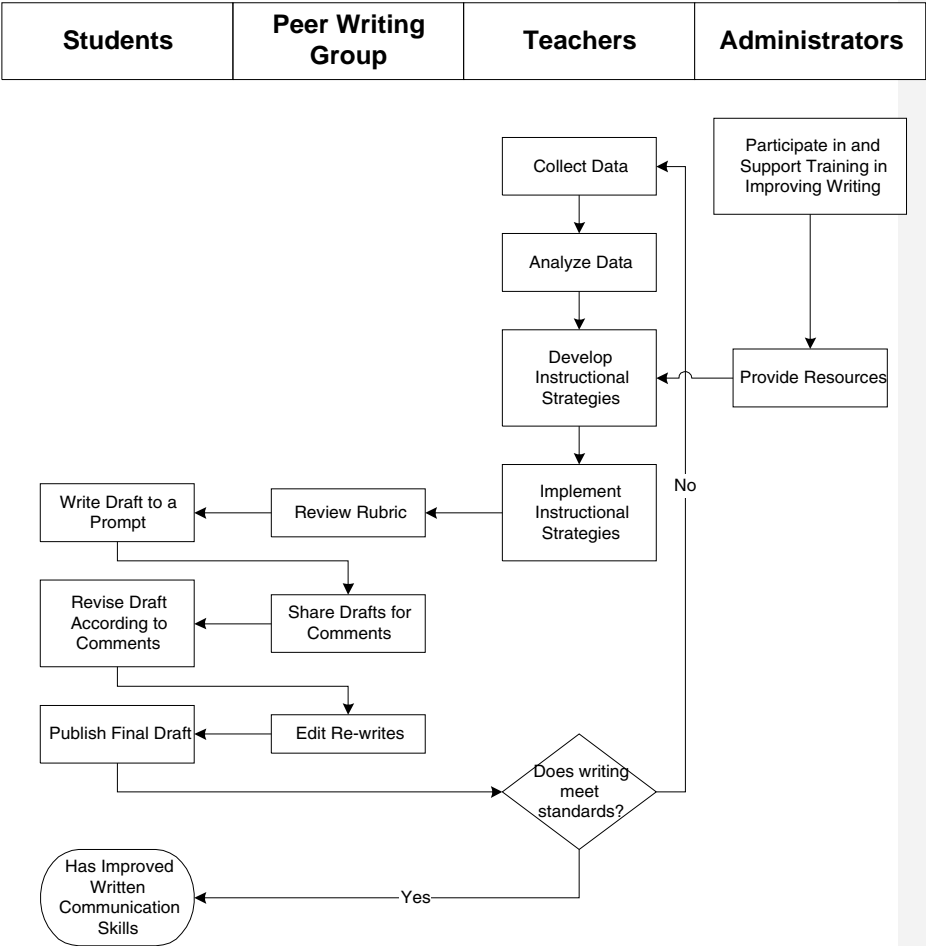 Students
Peer Writing
Group
Teachers
Administrators
Participate in and
Support Training in
Improving Writing
Collect Data
Analyze Data
Develop
Instructional
Strategies
Provide Resources
No
Implement
Instructional
Strategies
Review Rubric
Write Draft to a
Prompt
Share Drafts for
Comments
Revise Draft
According to
Comments
Edit Re-writes
Publish Final Draft
Does writing
meet
standards?
Yes
Has Improved
Written
Communication
Skills